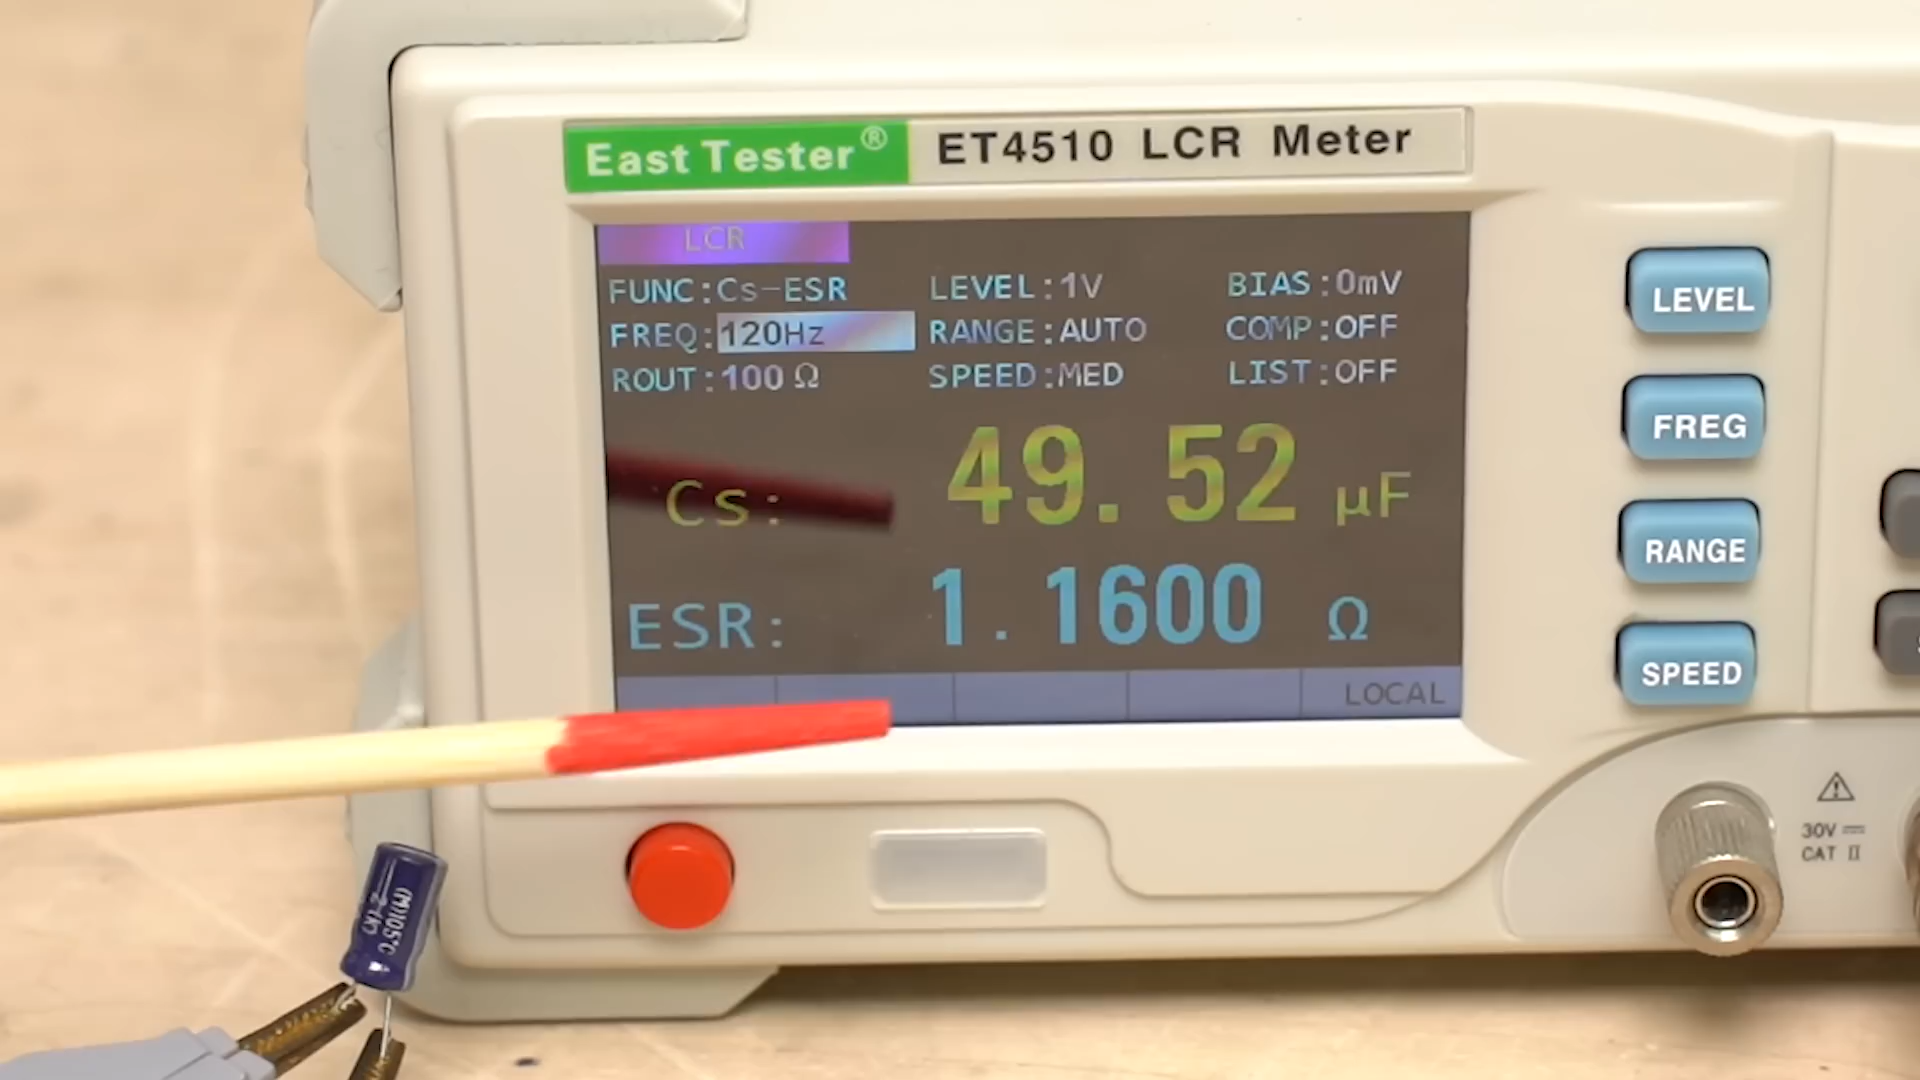 East Tester® ET4510 LCR Meter
LCR
FUNC:Cs-ESR LEVEL:1V BIAS:0mV
FREQ:120Hz RANGE:AUTO COMP:OFF
ROUT:100 Ω SPEED:MED LIST:OFF
Cs: 49.52 μF
ESR: 1.1600 Ω
LOCAL
LEVEL
FREG
RANGE
SPEED
30V
CAT II
(M)105°C